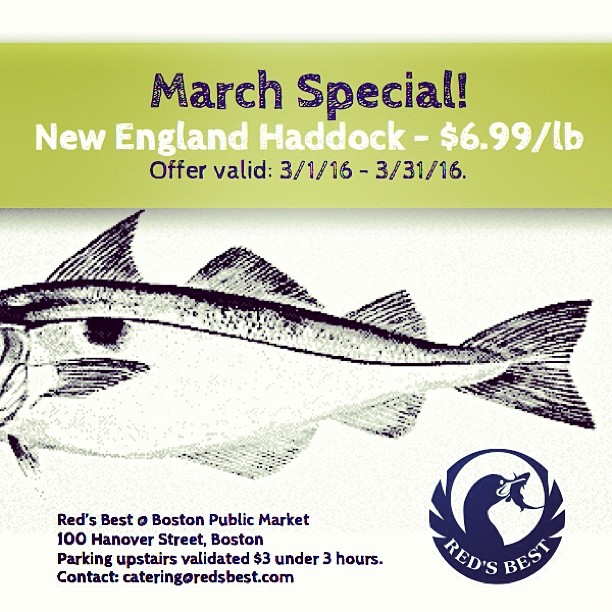 March Special!
New England Haddock - $6.99/lb
Offer valid: 3/1/16 - 3/31/16.
Red's Best @ Boston Public Market
100 Hanover Street, Boston
Parking upstairs validated $3 under 3 hours.
Contact: catering@redsbest.com
RED'S BEST